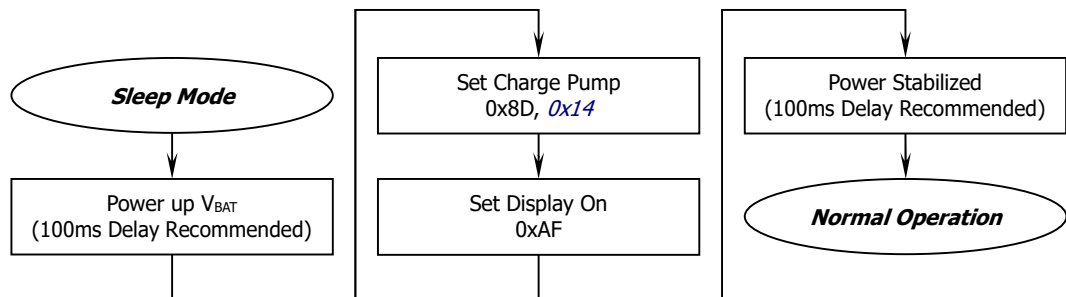 Sleep Mode
Power up VBAT
(100ms Delay Recommended)
Set Charge Pump
0x8D, 0x14
Set Display On
0xAF
Power Stabilized
(100ms Delay Recommended)
Normal Operation